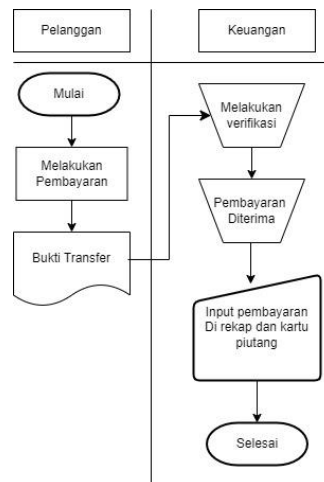 Pelanggan
Keuangan
Mulai
Melakukan
Pembayaran
Bukti Transfer
Melakukan
verifikasi
Pembayaran
Diterima
Input pembayaran
Di rekap dan kartu
piutang
Selesai